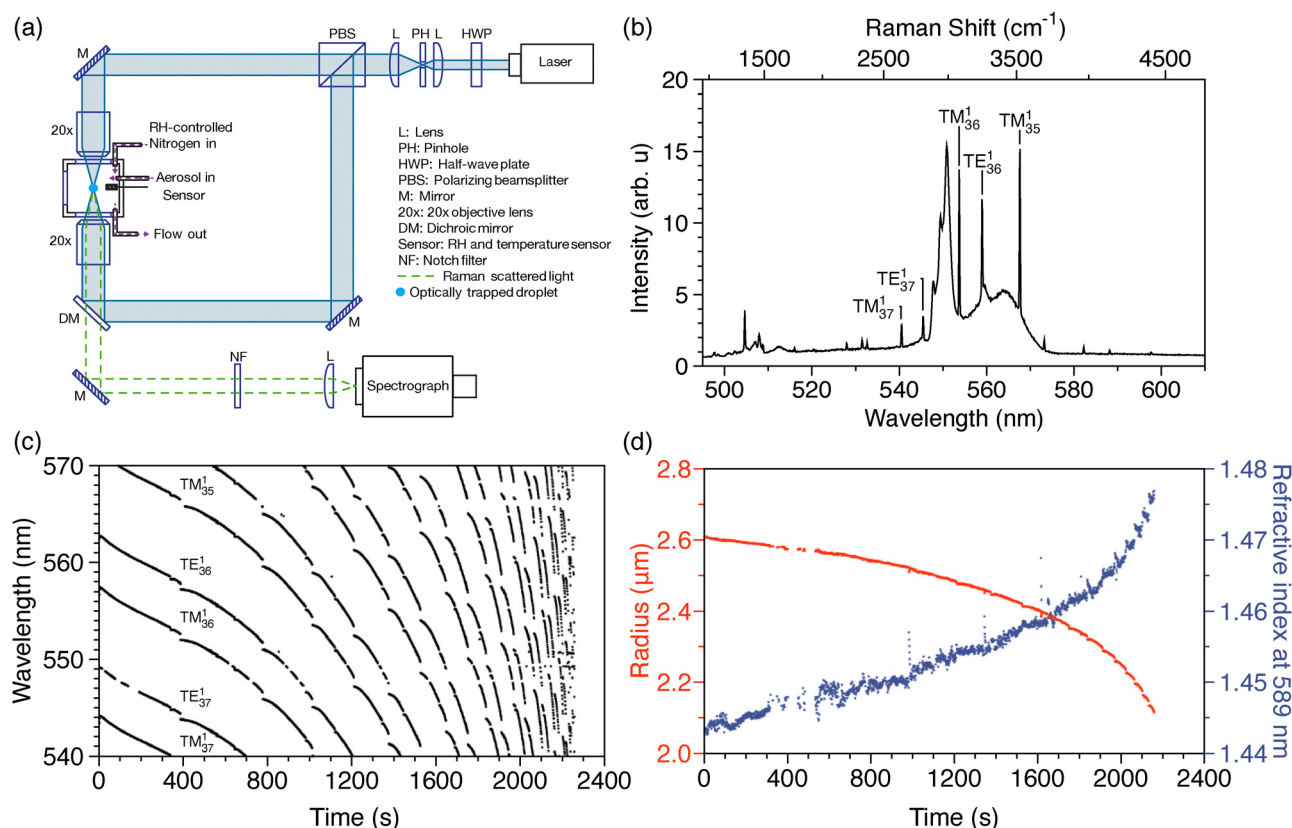 (a)
PBS
L
PH
L
HWP
M
Laser
20x
RH-controlled
Nitrogen in
Aerosol in
Sensor
Flow out
20x
DM
M
M
NF
L
Spectrograph
L: Lens
PH: Pinhole
HWP: Half-wave plate
PBS: Polarizing beamsplitter
M: Mirror
20x: 20x objective lens
DM: Dichroic mirror
Sensor: RH and temperature sensor
NF: Notch filter
Raman scattered light
Optically trapped droplet
(b)
Raman Shift (cm⁻¹)
1500 2500 3500 4500
Intensity (arb. u)
20
15
10
5
0
TM¹₃₆
TM¹₃₅
TE¹₃₆
TE¹₃₇
TM¹₃₇
500 520 540 560 580 600
Wavelength (nm)
(c)
Wavelength (nm)
570
560
550
540
TM¹₃₅
TE¹₃₆
TM¹₃₆
TE¹₃₇
TM¹₃₇
0 400 800 1200 1600 2000 2400
Time (s)
(d)
Radius (µm)
2.8
2.6
2.4
2.2
2.0
1.48
1.47
1.46
1.45
1.44
Refractive index at 589 nm
0 400 800 1200 1600 2000 2400
Time (s)